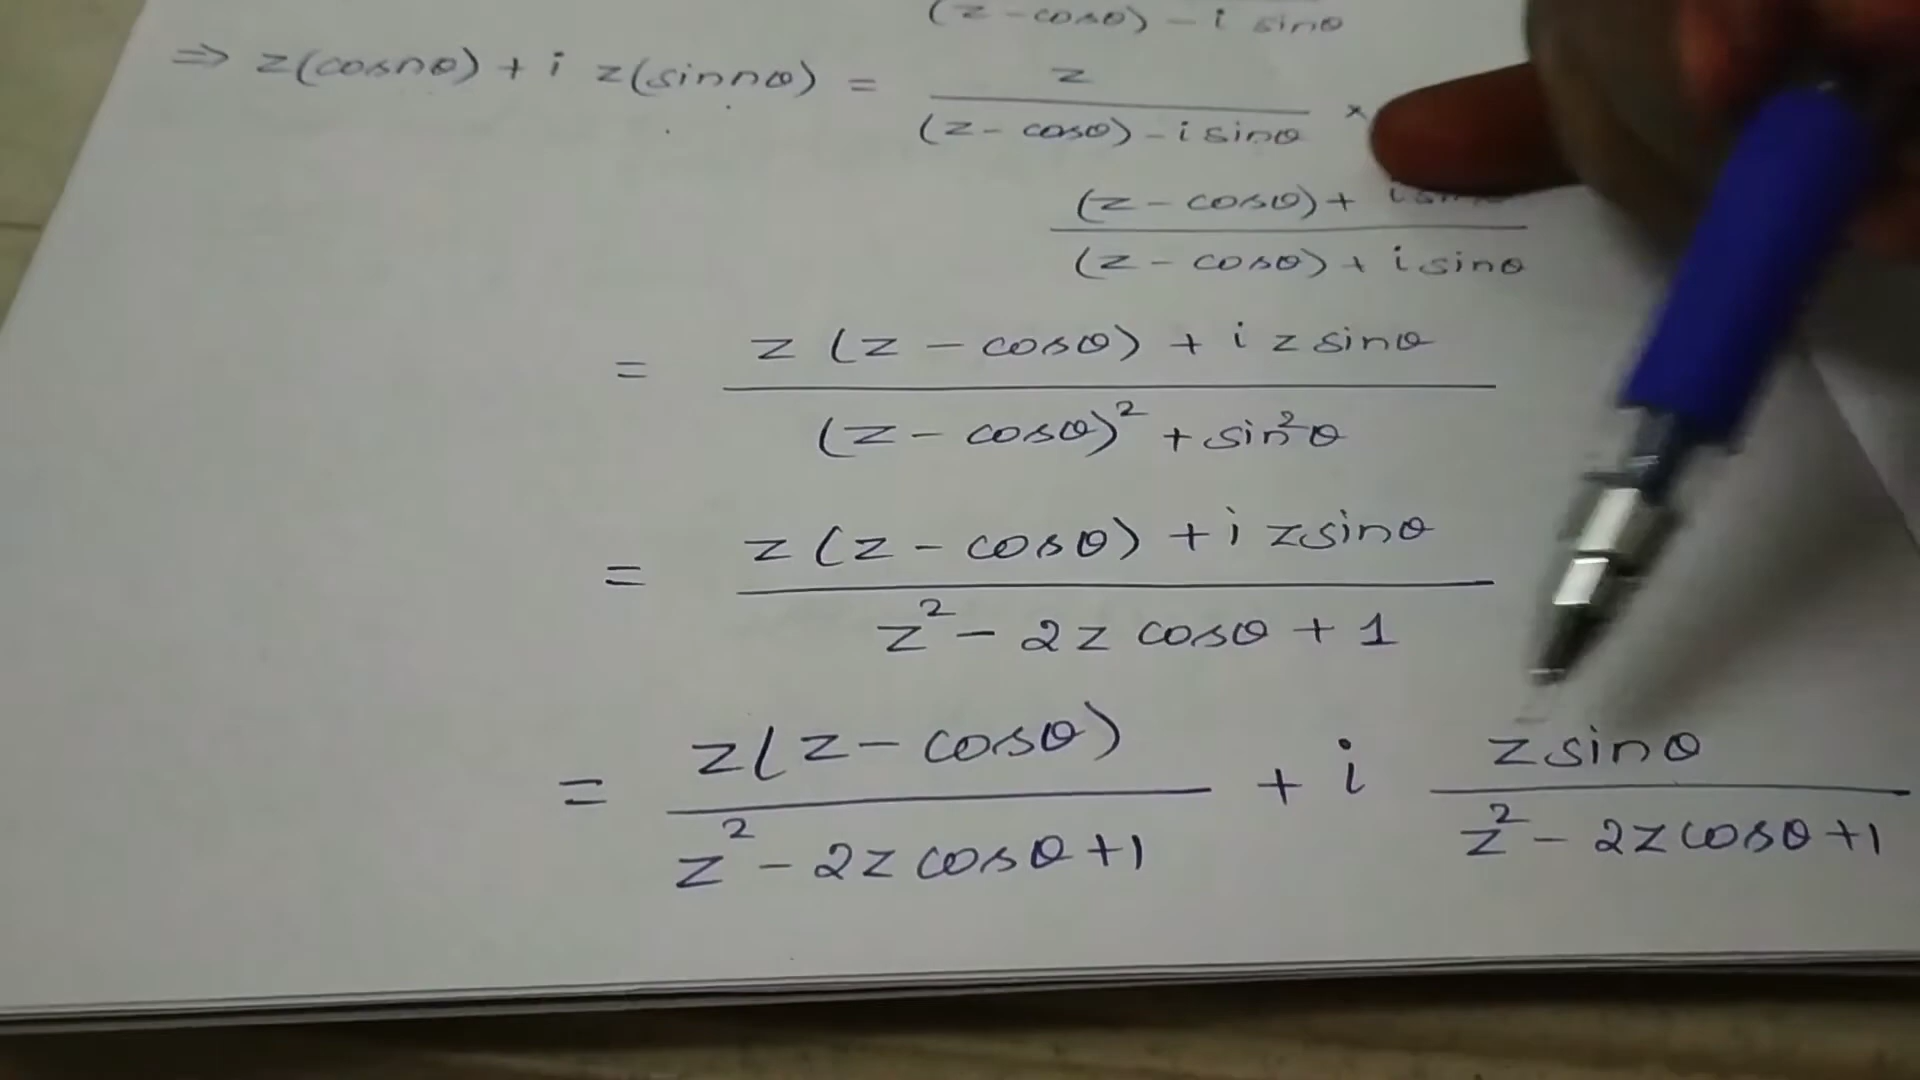 (z - cosθ) - i sinθ
⇒ z(cosnθ) + i z(sinnθ) = z / (z - cosθ) - i sinθ ×
(z - cosθ) + i
(z - cosθ) + i sinθ
= z (z - cosθ) + i z sinθ
(z - cosθ)² + sin²θ
= z (z - cosθ) + i z sinθ
z² - 2z cosθ + 1
= z(z - cosθ) / z² - 2z cosθ + 1 + i z sinθ / z² - 2z cosθ + 1